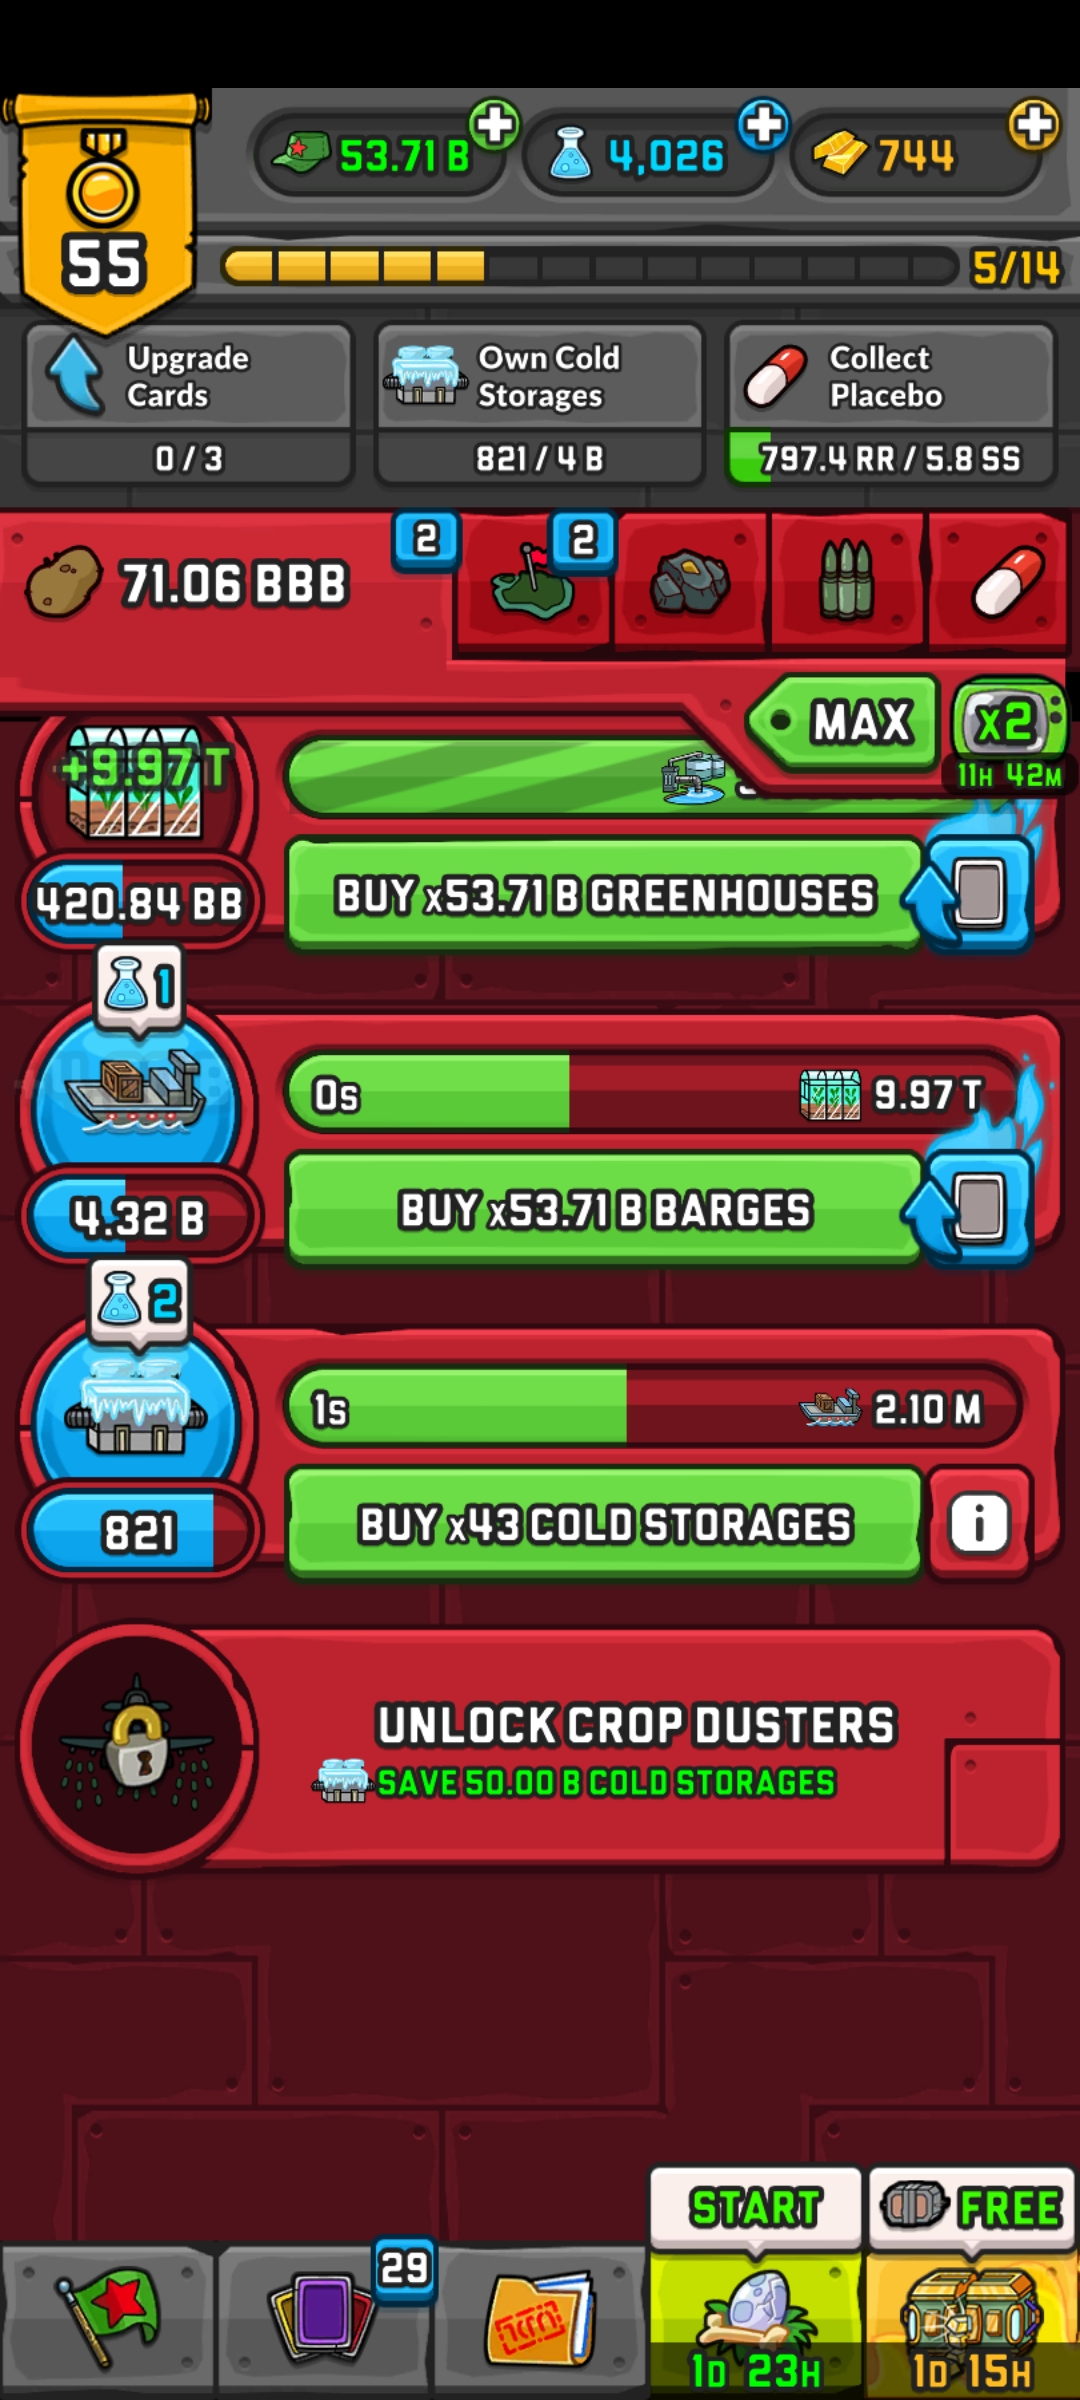 53.71 B
4,026
744
55
5/14
Upgrade
Cards
0 / 3
Own Cold
Storages
821 / 4 B
Collect
Placebo
797.4 RR / 5.8 SS
71.06 BBB
2
2
MAX
x2
11H 42M
+9.97 T
420.84 BB
BUY x53.71 B GREENHOUSES
1
0s
9.97 T
4.32 B
BUY x53.71 B BARGES
2
1s
2.10 M
821
BUY x43 COLD STORAGES
i
UNLOCK CROP DUSTERS
SAVE 50.00 B COLD STORAGES
START
FREE
29
1D 23H
1D 15H